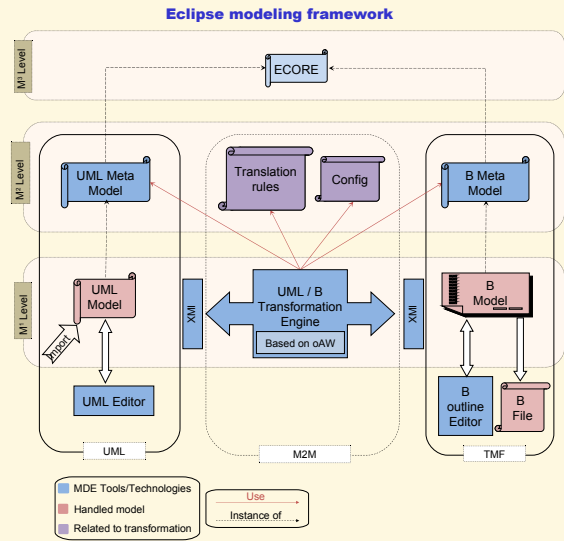 Eclipse modeling framework
M³ Level
ECORE
M² Level
UML Meta
Model
Translation
rules
Config
B Meta
Model
M¹ Level
UML
Model
Import
XMI
UML / B
Transformation
Engine
Based on oAW
XMI
B
Model
UML Editor
B
outline
Editor
B
File
UML
M2M
TMF
MDE Tools/Technologies
Handled model
Related to transformation
Use
Instance of